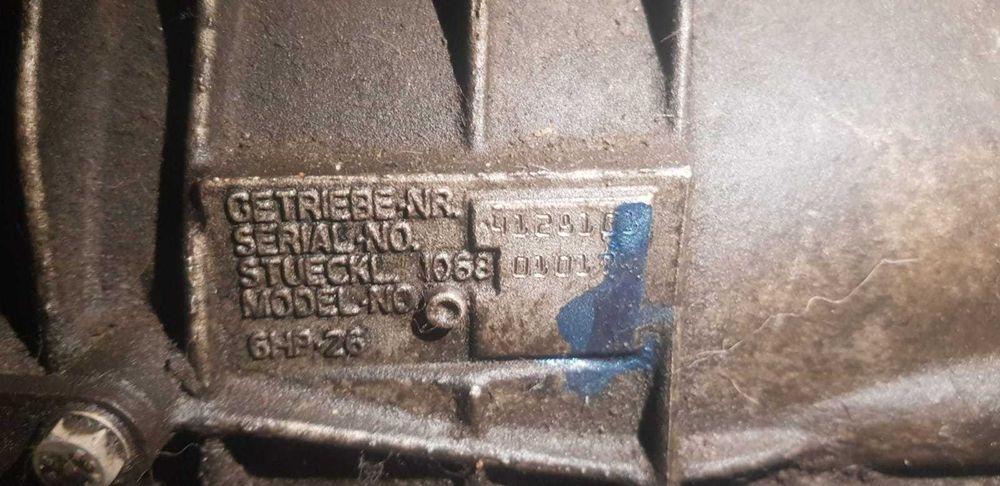 GETRIEBE-NR.
SERIAL-NO.
STUECKL. 1068
MODEL-NO
6HP-26